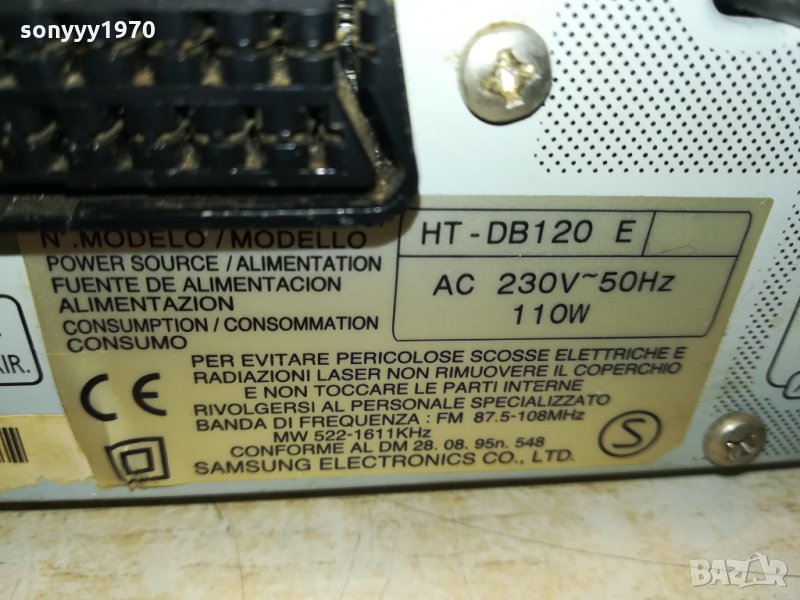 sonyyy1970
N°.MODELO / MODELLO
HT - DB120 E
POWER SOURCE / ALIMENTATION
FUENTE DE ALIMENTACION
ALIMENTAZION
AC 230V~50Hz
110W
CONSUMPTION / CONSOMMATION
CONSUMO
PER EVITARE PERICOLOSE SCOSSE ELETTRICHE E
RADIAZIONI LASER NON RIMUOVERE IL COPERCHIO
E NON TOCCARE LE PARTI INTERNE
RIVOLGERSI AL PERSONALE SPECIALIZZATO
BANDA DI FREQUENZA : FM 87.5-108MHz
MW 522-1611KHz
CONFORME AL DM 28. 08. 95n. 548
SAMSUNG ELECTRONICS CO., LTD.
CE
S
IR.
BAZAR